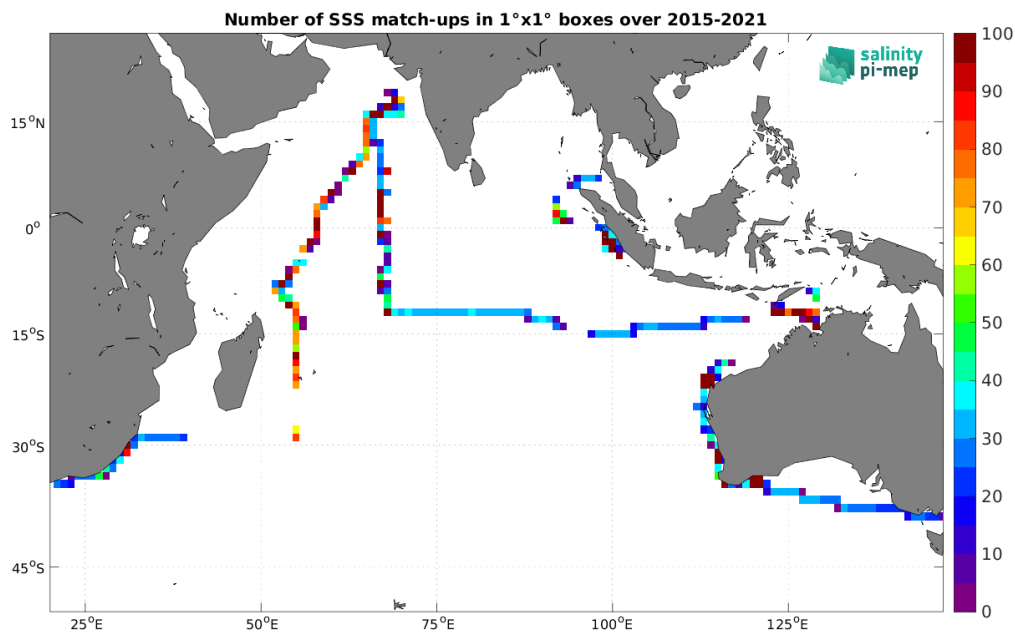 Number of SSS match-ups in 1°x1° boxes over 2015-2021
salinity
pi-mep
15°N
0°
15°S
30°S
45°S
25°E
50°E
75°E
100°E
125°E
100
90
80
70
60
50
40
30
20
10
0